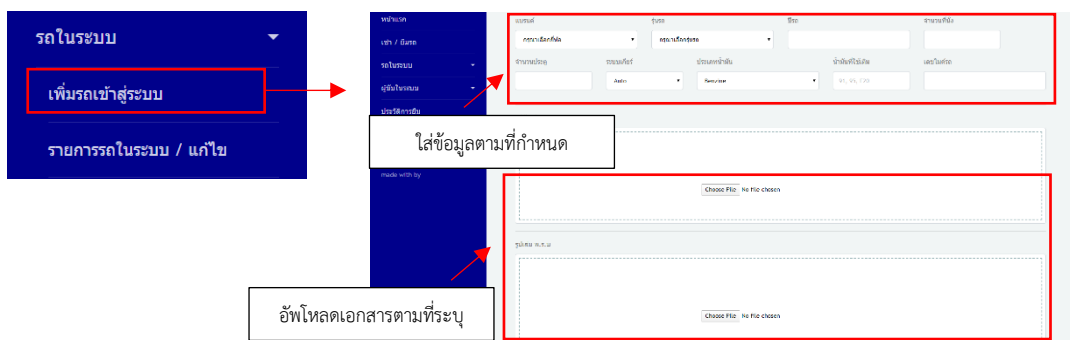 รถในระบบ
เพิ่มรถเข้าสู่ระบบ
รายการรถในระบบ / แก้ไข
หน้าแรก
เช่า / ยืมรถ
รถในระบบ
ผู้ยืมในระบบ
ประวัติการยืม
made with by
แบรนด์ รุ่นรถ ปีรถ จำนวนที่นั่ง
กรุณาเลือกยี่ห้อ กรุณาเลือกรุ่นรถ
จำนวนประตู ระบบเกียร์ ประเภทน้ำมัน น้ำมันที่ใช้เติม เลขไมล์รถ
Auto Benzine 91, 95, E20
ใส่ข้อมูลตามที่กำหนด
Choose File No file chosen
อัพโหลดเอกสารตามที่ระบุ
Choose File No file chosen